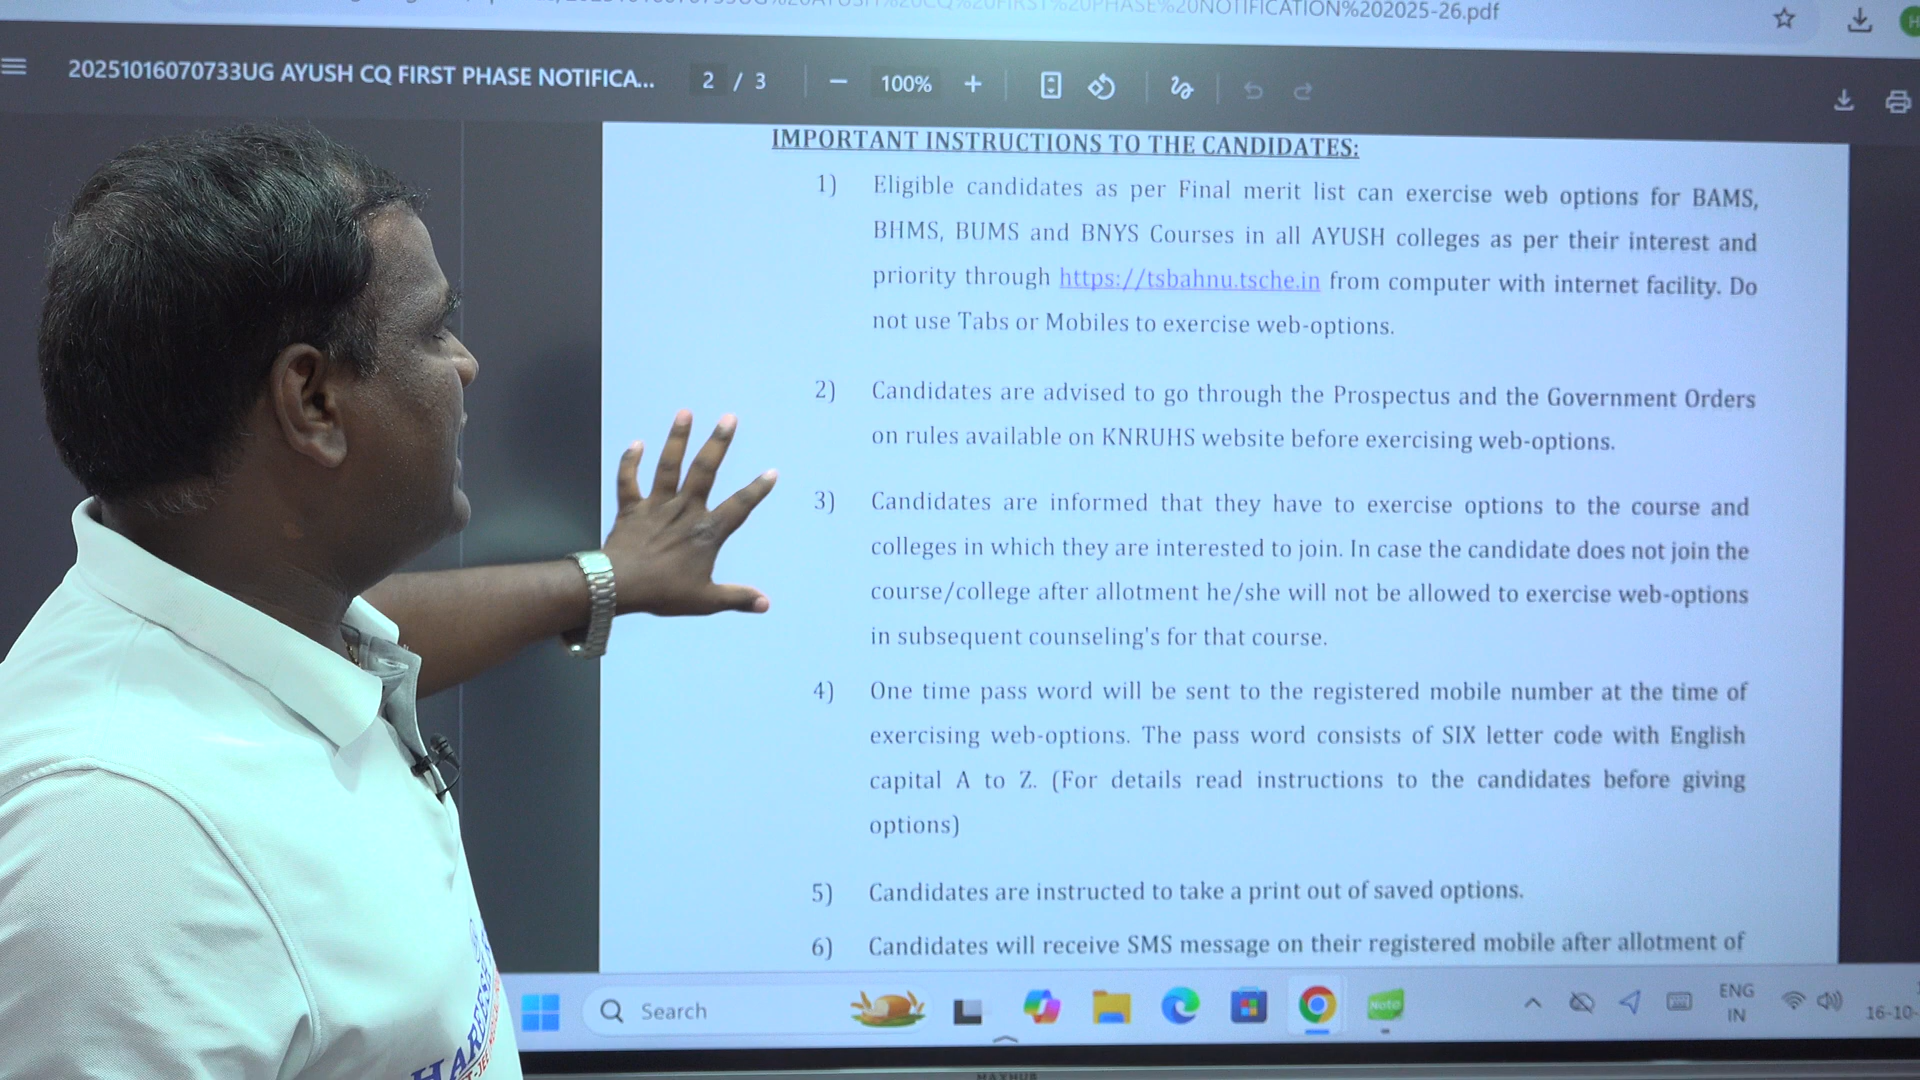 NOTIFICATION%202025-26.pdf
20251016070733UG AYUSH CQ FIRST PHASE NOTIFICA...
2 / 3
100%
IMPORTANT INSTRUCTIONS TO THE CANDIDATES:
1) Eligible candidates as per Final merit list can exercise web options for BAMS,
BHMS, BUMS and BNYS Courses in all AYUSH colleges as per their interest and
priority through https://tsbahnu.tsche.in from computer with internet facility. Do
not use Tabs or Mobiles to exercise web-options.
2) Candidates are advised to go through the Prospectus and the Government Orders
on rules available on KNRUHS website before exercising web-options.
3) Candidates are informed that they have to exercise options to the course and
colleges in which they are interested to join. In case the candidate does not join the
course/college after allotment he/she will not be allowed to exercise web-options
in subsequent counseling's for that course.
4) One time pass word will be sent to the registered mobile number at the time of
exercising web-options. The pass word consists of SIX letter code with English
capital A to Z. (For details read instructions to the candidates before giving
options)
5) Candidates are instructed to take a print out of saved options.
6) Candidates will receive SMS message on their registered mobile after allotment of
Search
Note
ENG
IN
16-10-
MAXHUB